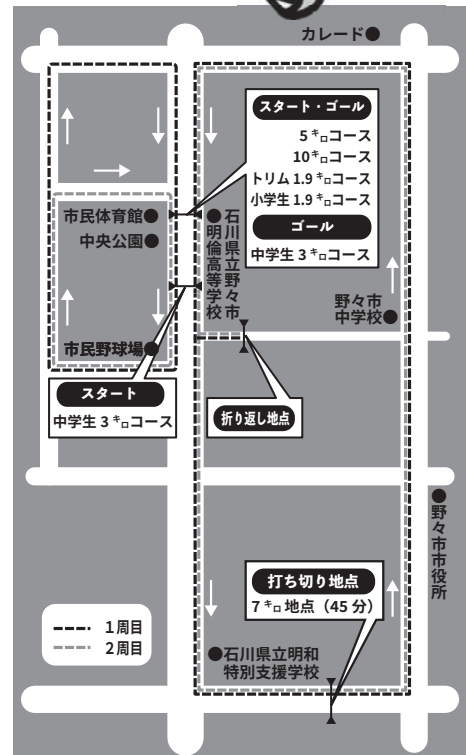 カレード●
スタート・ゴール
5㌔コース
10㌔コース
トリム1.9㌔コース
小学生1.9㌔コース
ゴール
中学生3㌔コース
市民体育館●
中央公園●
●石川県立野々市
明倫高等学校
野々市
中学校●
市民野球場●
スタート
中学生3㌔コース
折り返し地点
●野々市市役所
打ち切り地点
7㌔地点（45分）
1周目
2周目
●石川県立明和
特別支援学校